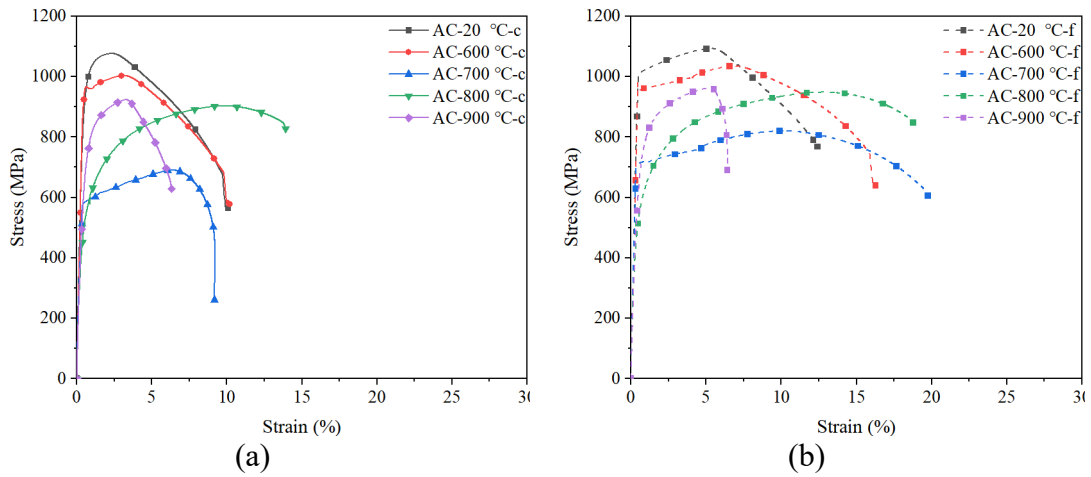 1200
1000
800
600
400
200
0
Stress (MPa)
0
5
10
15
20
25
30
Strain (%)
AC-20 ℃-c
AC-600 ℃-c
AC-700 ℃-c
AC-800 ℃-c
AC-900 ℃-c
(a)
1200
1000
800
600
400
200
0
Stress (MPa)
0
5
10
15
20
25
30
Strain (%)
AC-20 ℃-f
AC-600 ℃-f
AC-700 ℃-f
AC-800 ℃-f
AC-900 ℃-f
(b)